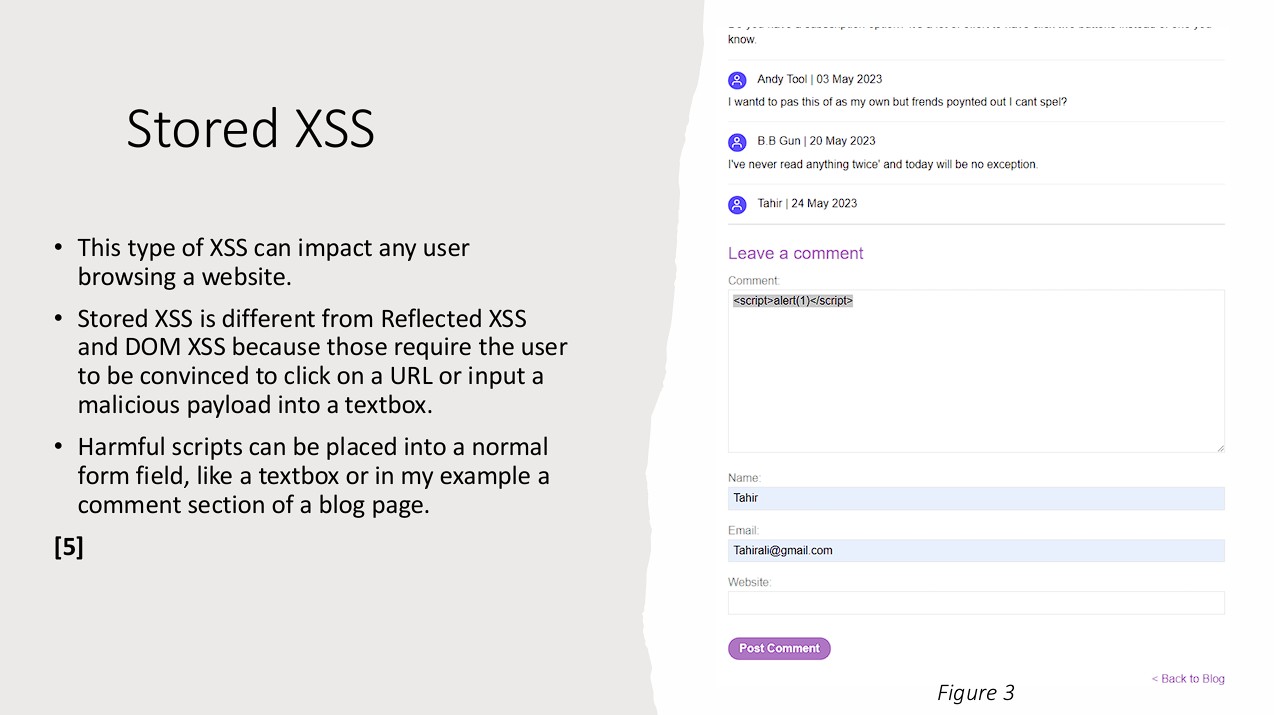 Stored XSS
• This type of XSS can impact any user
browsing a website.
• Stored XSS is different from Reflected XSS
and DOM XSS because those require the user
to be convinced to click on a URL or input a
malicious payload into a textbox.
• Harmful scripts can be placed into a normal
form field, like a textbox or in my example a
comment section of a blog page.
[5]
know.
Andy Tool | 03 May 2023
I wantd to pas this of as my own but frends poynted out I cant spel?
B.B Gun | 20 May 2023
I've never read anything twice' and today will be no exception.
Tahir | 24 May 2023
Leave a comment
Comment:
<script>alert(1)</script>
Name:
Tahir
Email:
Tahirali@gmail.com
Website:
Post Comment
< Back to Blog
Figure 3